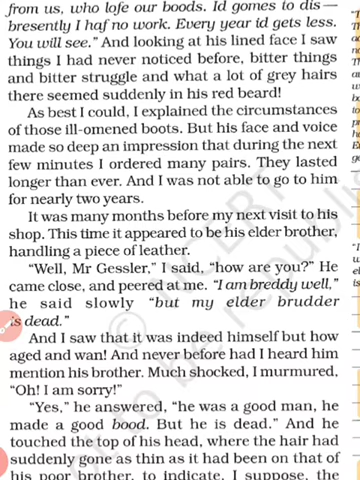 from us, who lofe our boods. Id gomes to dis—
bresently I haf no work. Every year id gets less.
You will see." And looking at his lined face I saw
things I had never noticed before, bitter things
and bitter struggle and what a lot of grey hairs
there seemed suddenly in his red beard!
As best I could, I explained the circumstances
of those ill-omened boots. But his face and voice
made so deep an impression that during the next
few minutes I ordered many pairs. They lasted
longer than ever. And I was not able to go to him
for nearly two years.
It was many months before my next visit to his
shop. This time it appeared to be his elder brother,
handling a piece of leather.
"Well, Mr Gessler," I said, "how are you?" He
came close, and peered at me. "I am breddy well,"
he said slowly "but my elder brudder
is dead."
And I saw that it was indeed himself but how
aged and wan! And never before had I heard him
mention his brother. Much shocked, I murmured,
"Oh! I am sorry!"
"Yes," he answered, "he was a good man, he
made a good bood. But he is dead." And he
touched the top of his head, where the hair had
suddenly gone as thin as it had been on that of
his poor brother, to indicate, I suppose, the